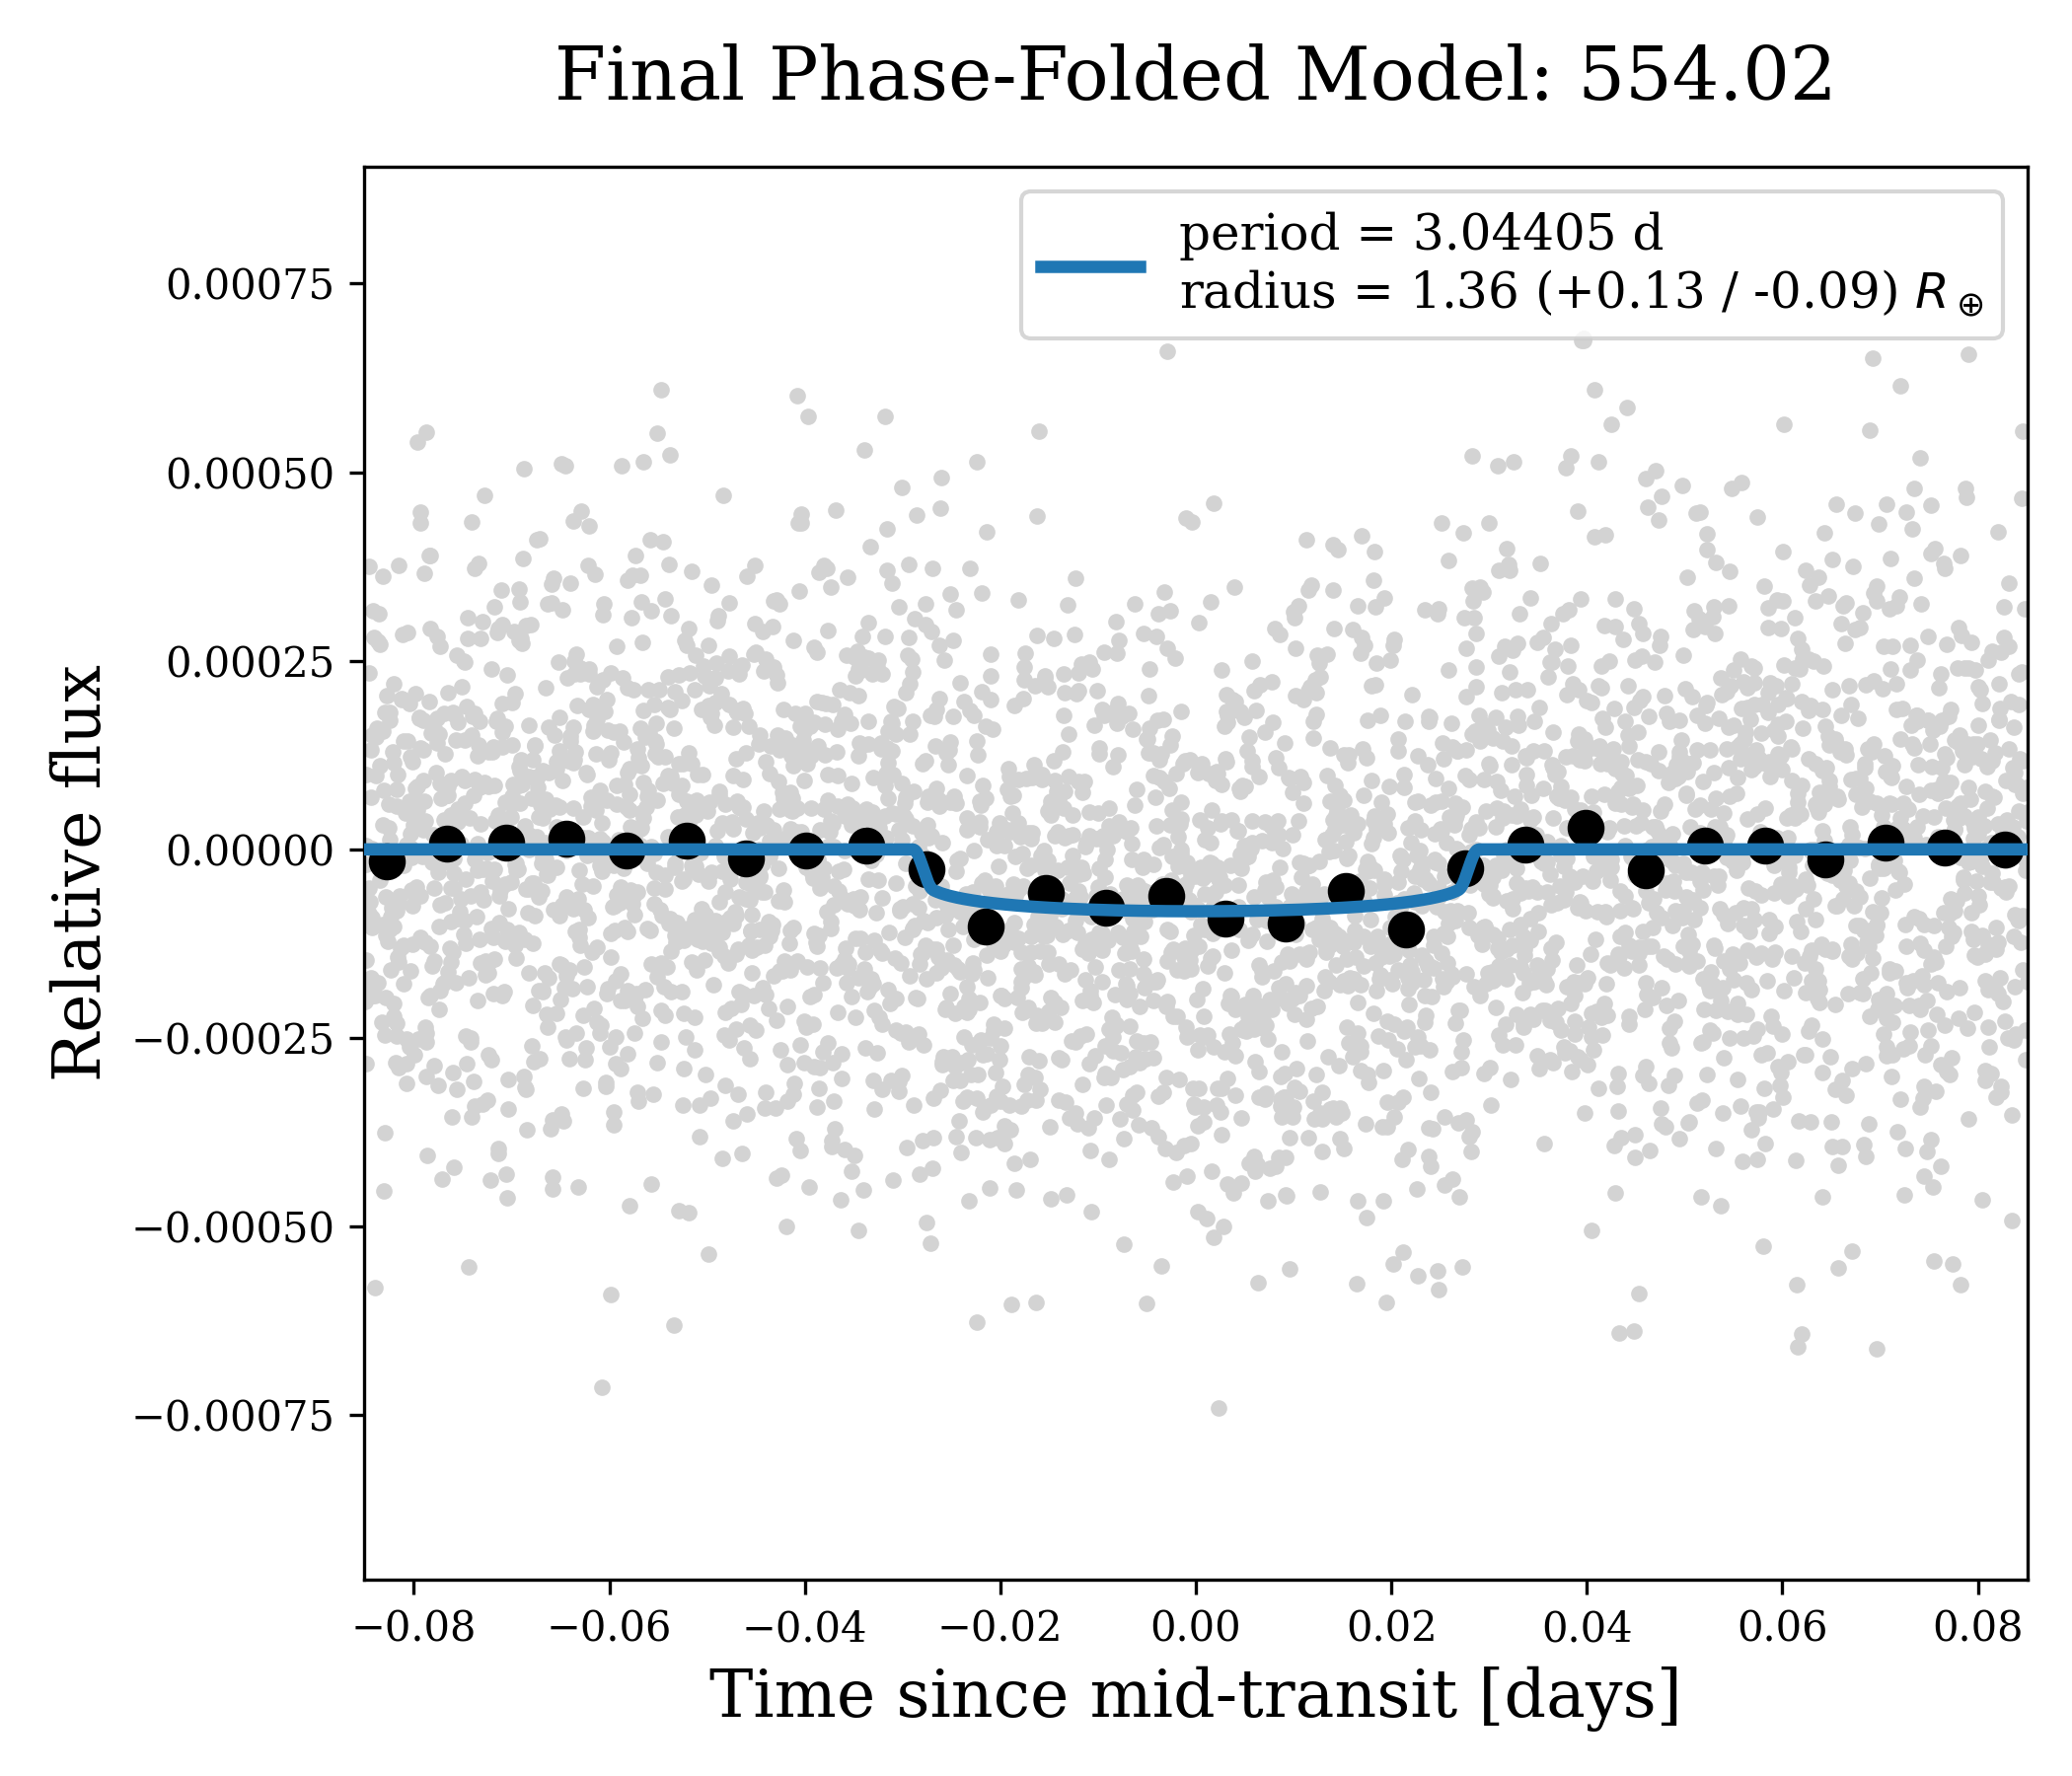 Final Phase-Folded Model: 554.02
period = 3.04405 d
radius = 1.36 (+0.13 / -0.09) R⊕
0.00075
0.00050
0.00025
0.00000
−0.00025
−0.00050
−0.00075
Relative flux
−0.08 −0.06 −0.04 −0.02 0.00 0.02 0.04 0.06 0.08
Time since mid-transit [days]